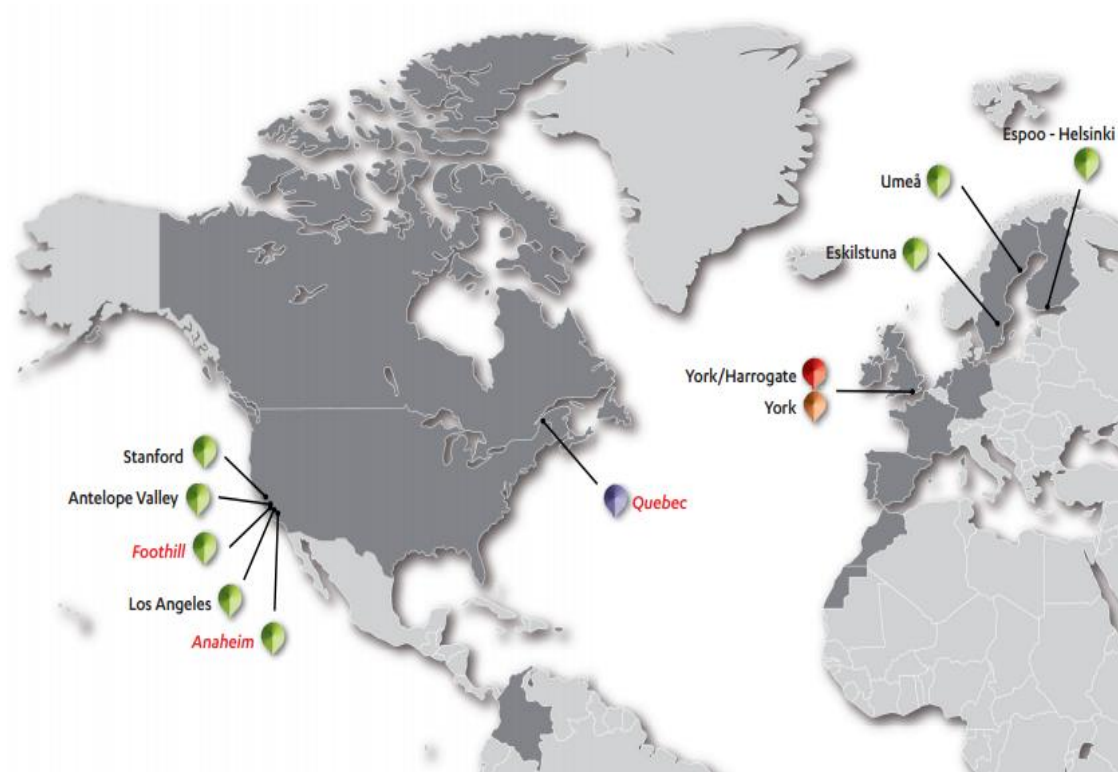 Espoo - Helsinki
Umeå
Eskilstuna
York/Harrogate
York
Stanford
Antelope Valley
Quebec
Foothill
Los Angeles
Anaheim